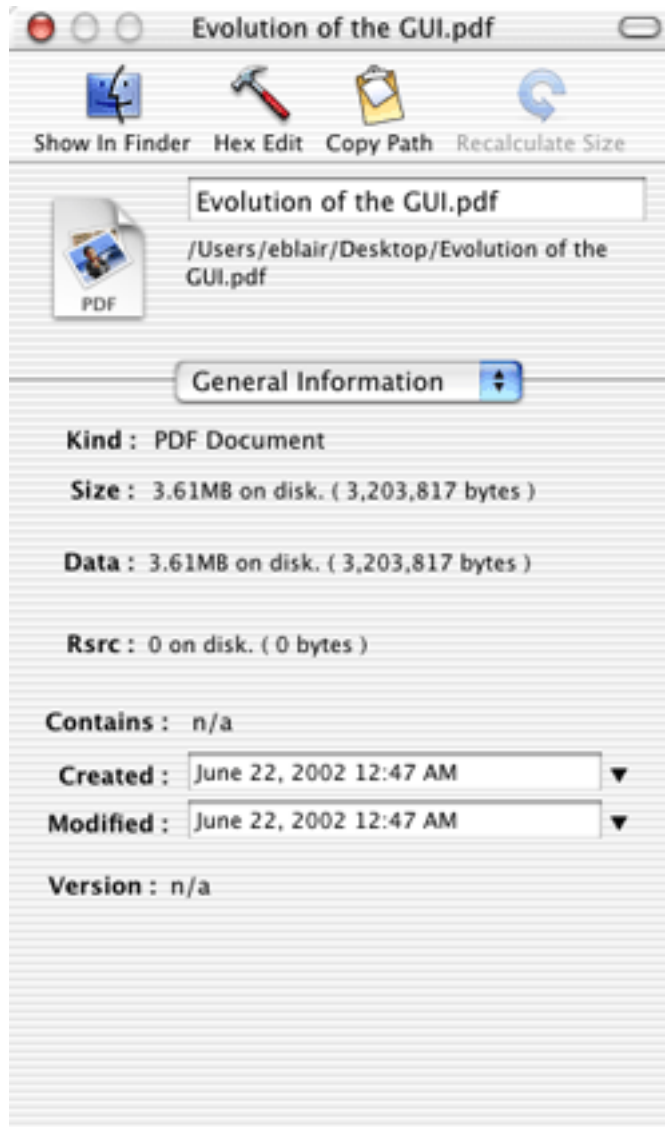 Evolution of the GUI.pdf
Show In Finder Hex Edit Copy Path Recalculate Size
Evolution of the GUI.pdf
/Users/eblair/Desktop/Evolution of the
GUI.pdf
PDF
General Information
Kind : PDF Document
Size : 3.61MB on disk. ( 3,203,817 bytes )
Data : 3.61MB on disk. ( 3,203,817 bytes )
Rsrc : 0 on disk. ( 0 bytes )
Contains : n/a
Created : June 22, 2002 12:47 AM
Modified : June 22, 2002 12:47 AM
Version : n/a